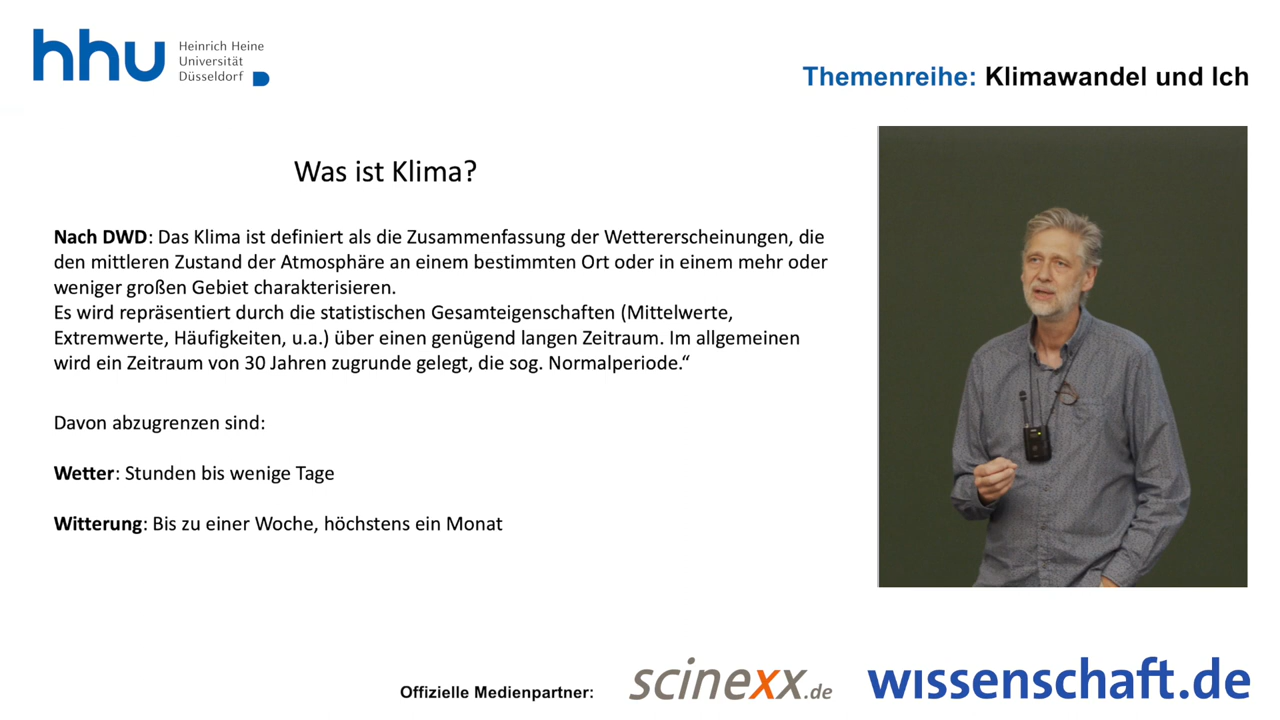 hhu Heinrich Heine
Universität
Düsseldorf
Themenreihe: Klimawandel und Ich
Was ist Klima?
Nach DWD: Das Klima ist definiert als die Zusammenfassung der Wettererscheinungen, die
den mittleren Zustand der Atmosphäre an einem bestimmten Ort oder in einem mehr oder
weniger großen Gebiet charakterisieren.
Es wird repräsentiert durch die statistischen Gesamteigenschaften (Mittelwerte,
Extremwerte, Häufigkeiten, u.a.) über einen genügend langen Zeitraum. Im allgemeinen
wird ein Zeitraum von 30 Jahren zugrunde gelegt, die sog. Normalperiode.“
Davon abzugrenzen sind:
Wetter: Stunden bis wenige Tage
Witterung: Bis zu einer Woche, höchstens ein Monat
Offizielle Medienpartner: scinexx.de wissenschaft.de